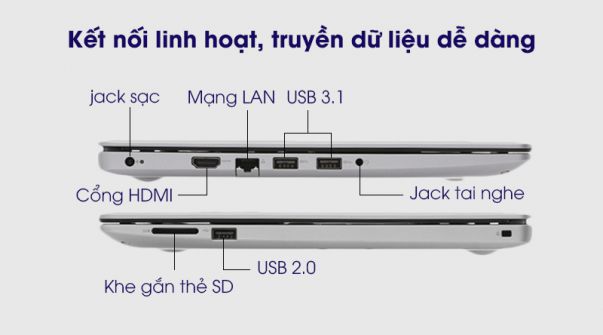 Kết nối linh hoạt, truyền dữ liệu dễ dàng
jack sạc
Mạng LAN
USB 3.1
Cổng HDMI
Jack tai nghe
USB 2.0
Khe gắn thẻ SD